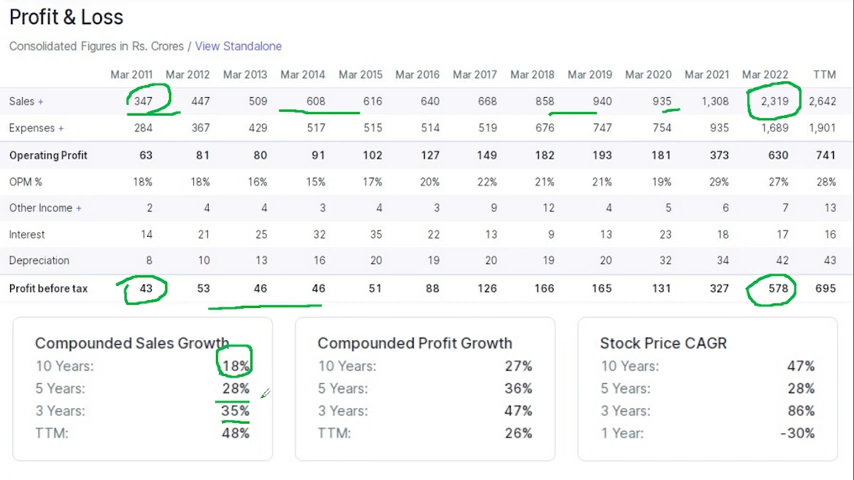 Profit & Loss
Consolidated Figures in Rs. Crores / View Standalone
Mar 2011 Mar 2012 Mar 2013 Mar 2014 Mar 2015 Mar 2016 Mar 2017 Mar 2018 Mar 2019 Mar 2020 Mar 2021 Mar 2022 TTM
Sales + 347 447 509 608 616 640 668 858 940 935 1,308 2,319 2,642
Expenses + 284 367 429 517 515 514 519 676 747 754 935 1,689 1,901
Operating Profit 63 81 80 91 102 127 149 182 193 181 373 630 741
OPM % 18% 18% 16% 15% 17% 20% 22% 21% 21% 19% 29% 27% 28%
Other Income + 2 4 4 3 4 3 9 12 4 5 6 7 13
Interest 14 21 25 32 35 22 13 9 13 23 18 17 16
Depreciation 8 10 13 16 20 19 20 19 20 32 34 42 43
Profit before tax 43 53 46 46 51 88 126 166 165 131 327 578 695
Compounded Sales Growth
10 Years: 18%
5 Years: 28%
3 Years: 35%
TTM: 48%
Compounded Profit Growth
10 Years: 27%
5 Years: 36%
3 Years: 47%
TTM: 26%
Stock Price CAGR
10 Years: 47%
5 Years: 28%
3 Years: 86%
1 Year: -30%